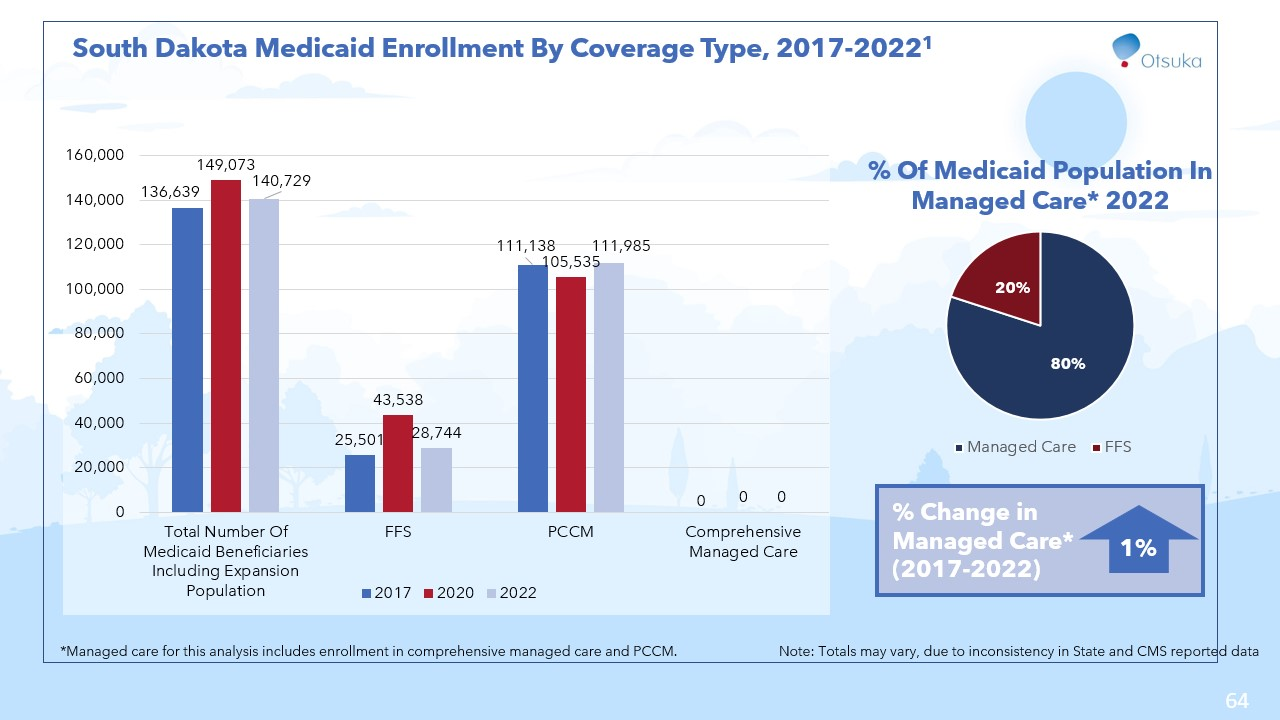 South Dakota Medicaid Enrollment By Coverage Type, 2017-2022¹
Otsuka
160,000
140,000
120,000
100,000
80,000
60,000
40,000
20,000
0
136,639
149,073
140,729
25,501
43,538
28,744
111,138
105,535
111,985
0
0
0
Total Number Of
Medicaid Beneficiaries
Including Expansion
Population
FFS
PCCM
Comprehensive
Managed Care
2017
2020
2022
% Of Medicaid Population In
Managed Care* 2022
20%
80%
Managed Care
FFS
% Change in
Managed Care*
(2017-2022)
1%
*Managed care for this analysis includes enrollment in comprehensive managed care and PCCM.
Note: Totals may vary, due to inconsistency in State and CMS reported data
64